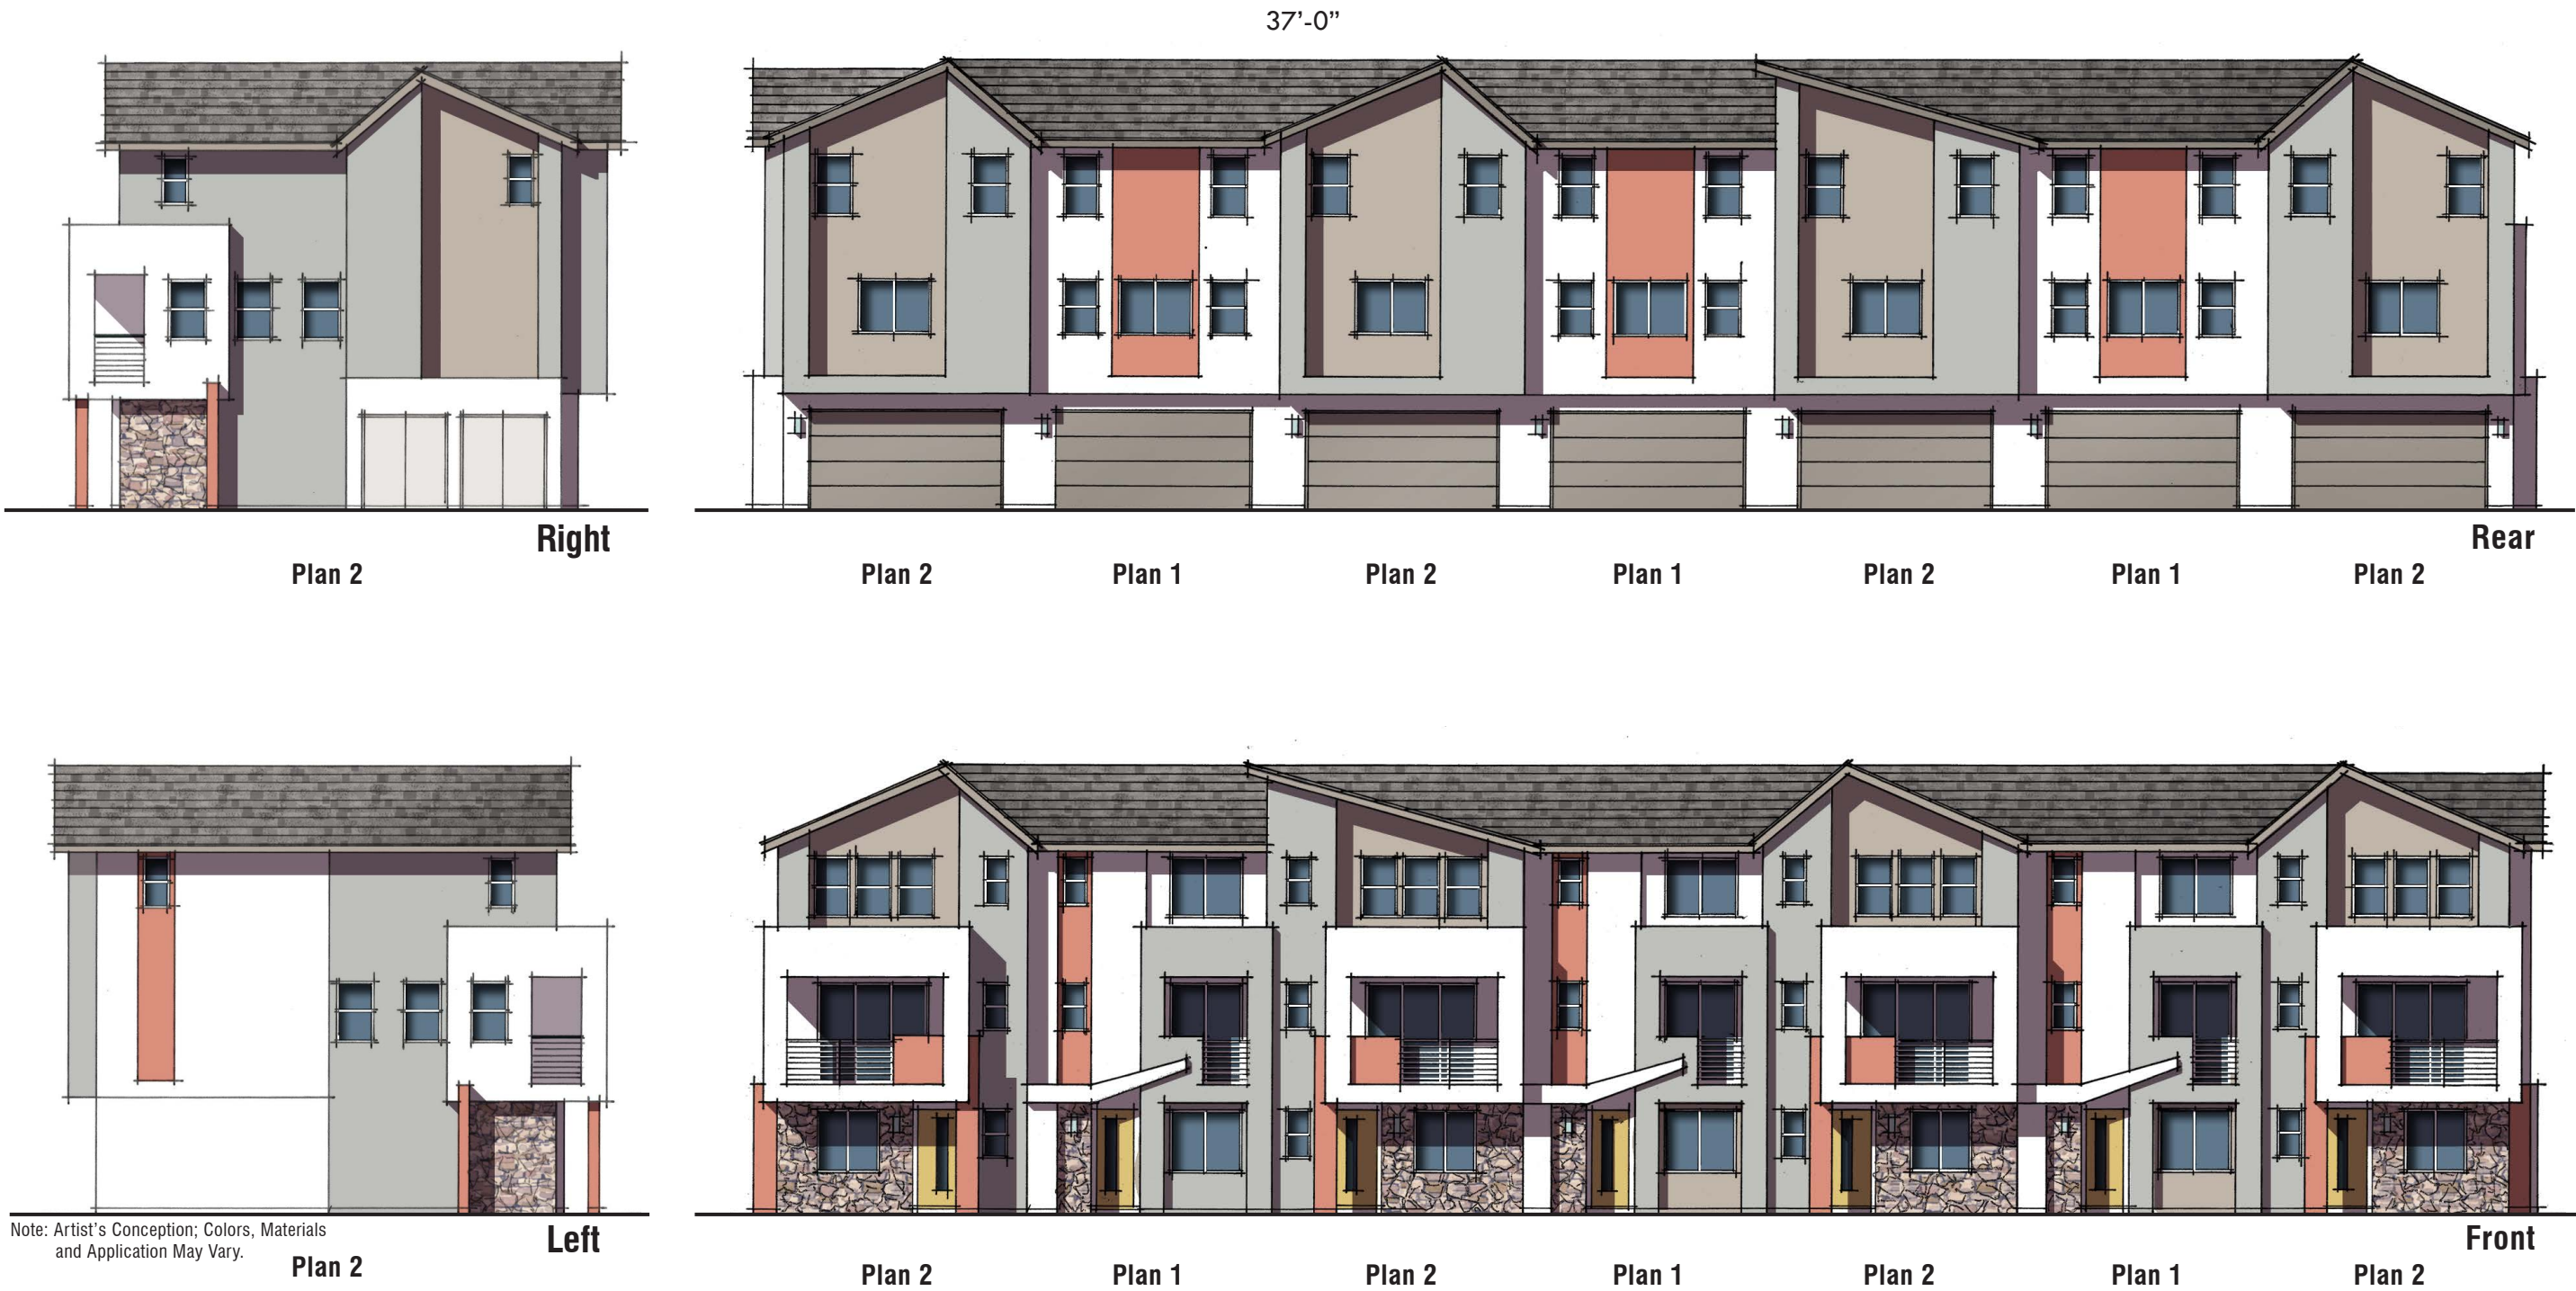 37’-0”
Right
Rear
Plan 2
Plan 2
Plan 1
Plan 2
Plan 1
Plan 2
Plan 1
Plan 2
Note: Artist’s Conception; Colors, Materials
and Application May Vary.
Left
Front
Plan 2
Plan 2
Plan 1
Plan 2
Plan 1
Plan 2
Plan 1
Plan 2